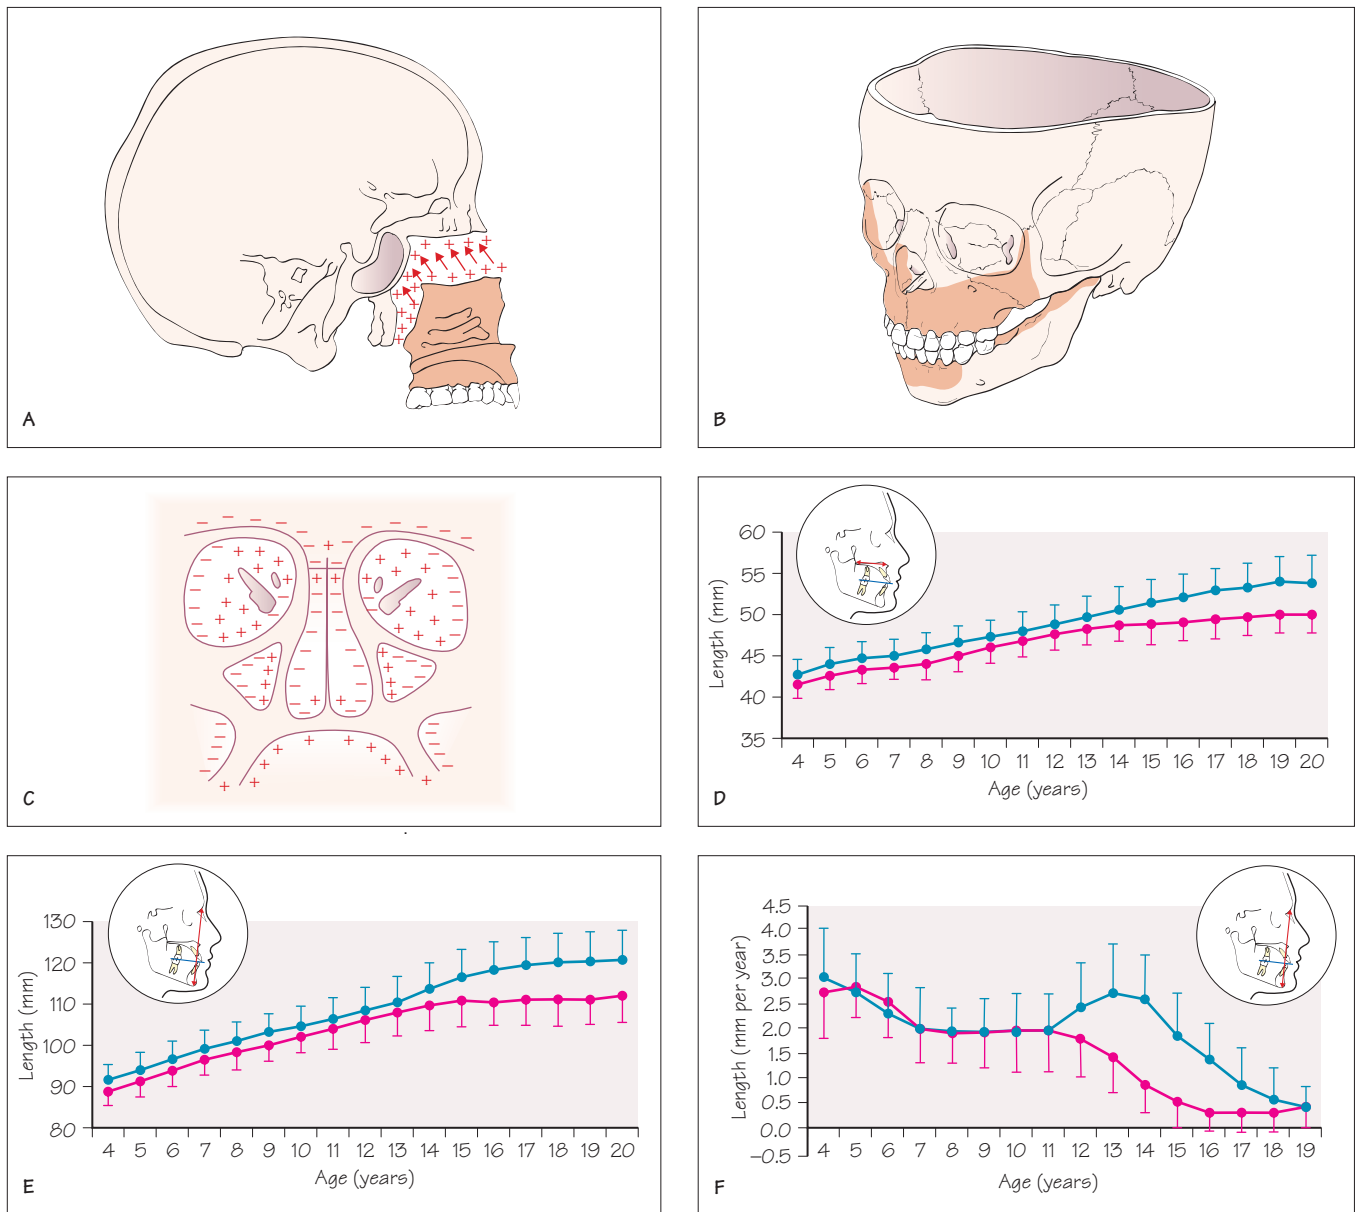 A
B
C
Length (mm)
60
55
50
45
40
35
4 5 6 7 8 9 10 11 12 13 14 15 16 17 18 19 20
Age (years)
D
Length (mm)
130
120
110
100
90
80
4 5 6 7 8 9 10 11 12 13 14 15 16 17 18 19 20
Age (years)
E
Length (mm per year)
4.5
4.0
3.5
3.0
2.5
2.0
1.5
1.0
0.5
0.0
−0.5
4 5 6 7 8 9 10 11 12 13 14 15 16 17 18 19
Age (years)
F